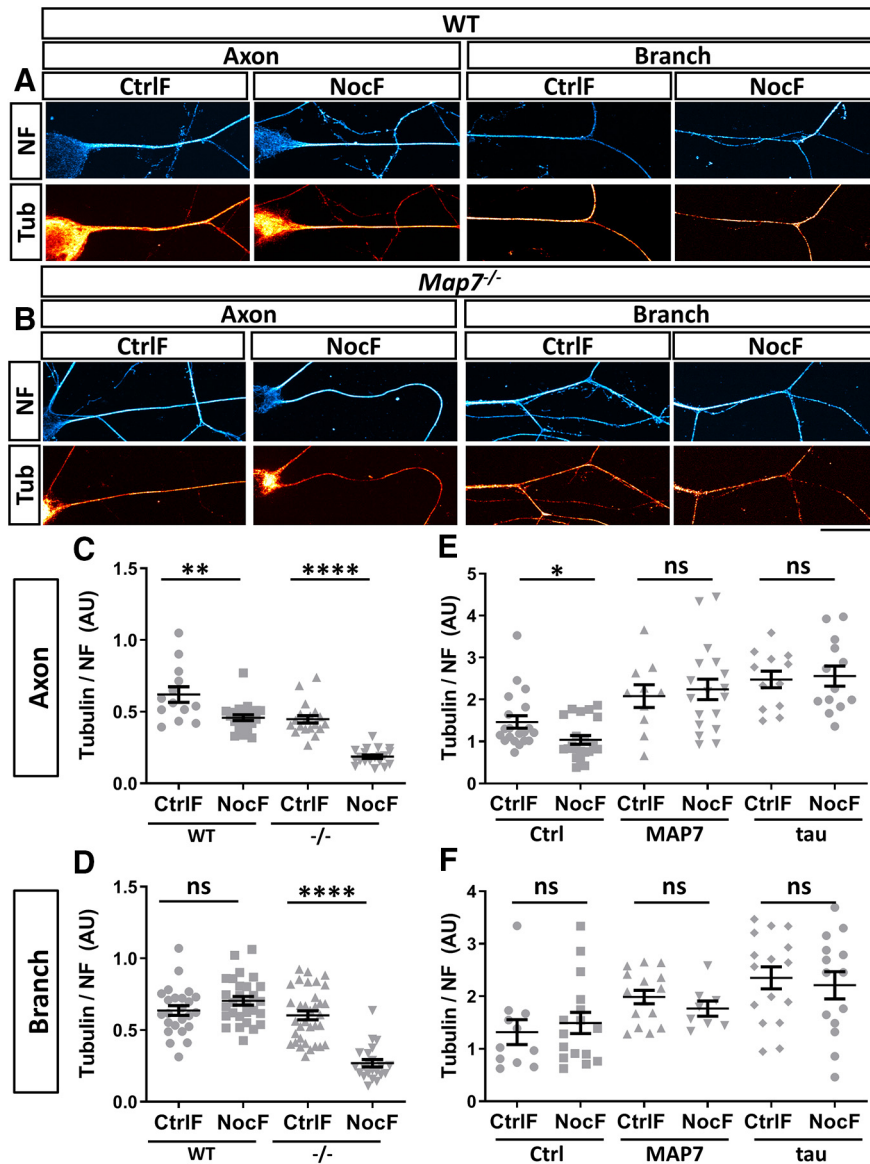 WT
Axon Branch
A CtrlF NocF CtrlF NocF
NF
Tub
Map7-/-
B Axon Branch
CtrlF NocF CtrlF NocF
NF
Tub
Axon
C
1.5
1.0
0.5
0.0
Tubulin / NF (AU)
** ****
CtrlF NocF CtrlF NocF
WT -/-
E
5
4
3
2
1
0
Tubulin / NF (AU)
* ns ns
CtrlF NocF CtrlF NocF CtrlF NocF
Ctrl MAP7 tau
Branch
D
1.5
1.0
0.5
0.0
Tubulin / NF (AU)
ns ****
CtrlF NocF CtrlF NocF
WT -/-
F
4
3
2
1
0
Tubulin / NF (AU)
ns ns ns
CtrlF NocF CtrlF NocF CtrlF NocF
Ctrl MAP7 tau